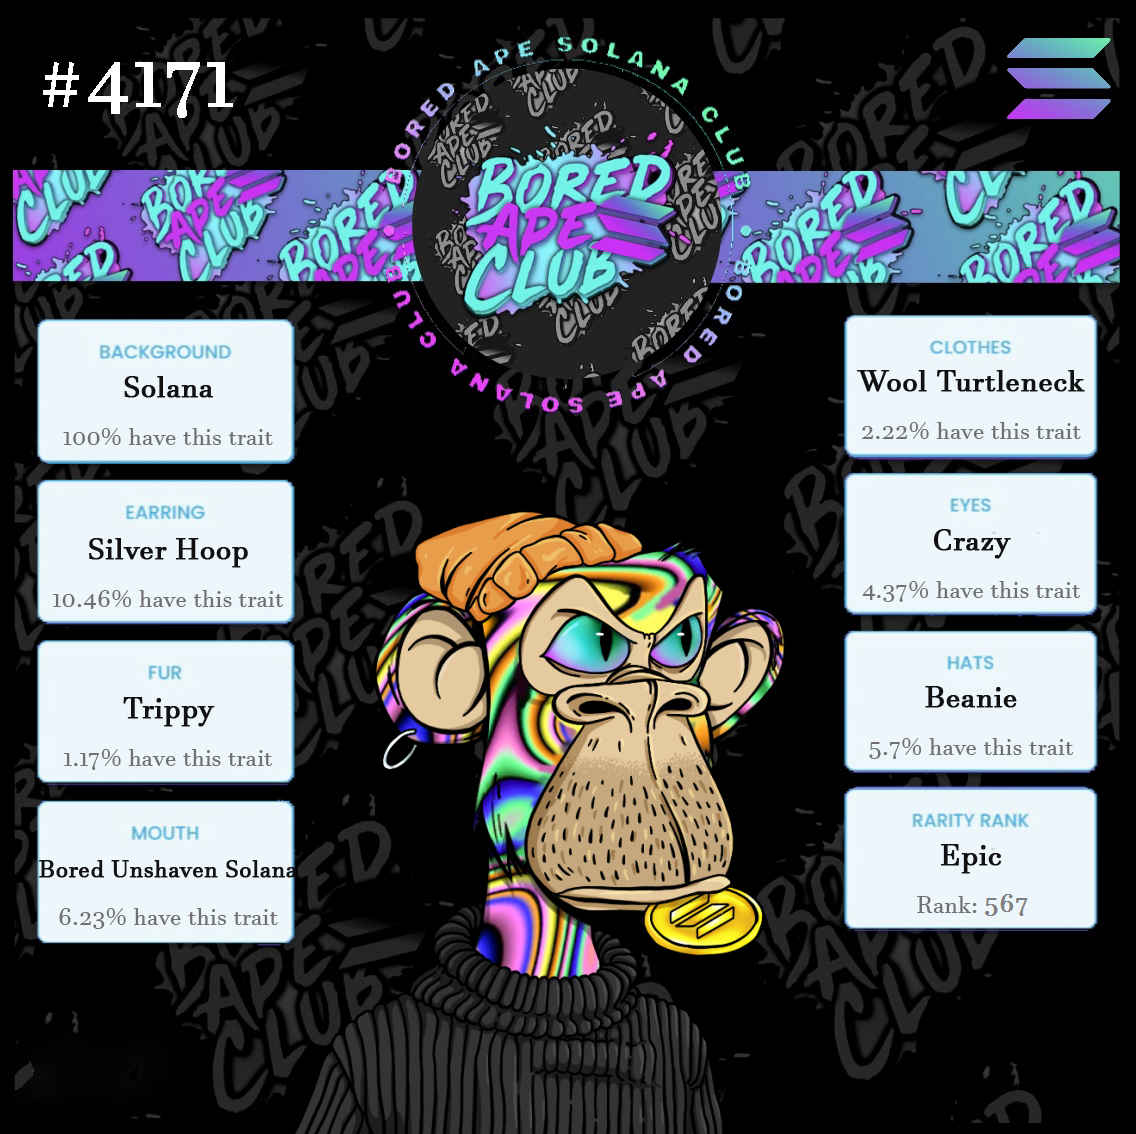 #4171
BORED APE SOLANA CLUB
BORED APE SOLANA CLUB
BORED
APE
CLUB
BACKGROUND
Solana
100% have this trait
EARRING
Silver Hoop
10.46% have this trait
FUR
Trippy
1.17% have this trait
MOUTH
Bored Unshaven Solana
6.23% have this trait
CLOTHES
Wool Turtleneck
2.22% have this trait
EYES
Crazy
4.37% have this trait
HATS
Beanie
5.7% have this trait
RARITY RANK
Epic
Rank: 567